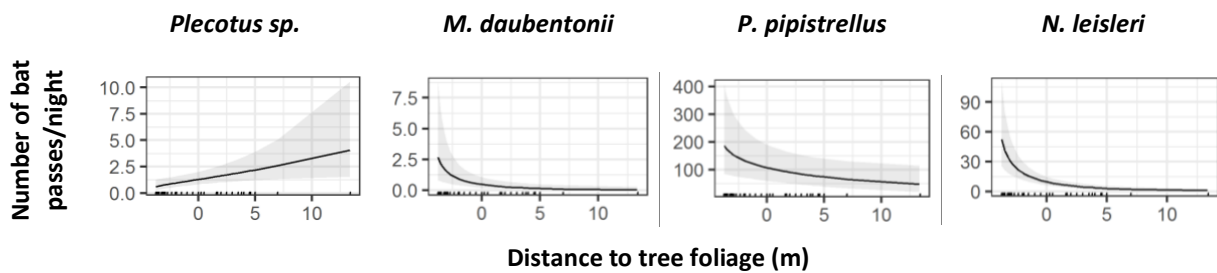 Plecotus sp. M. daubentonii P. pipistrellus N. leisleri
Number of bat
passes/night
10.0
7.5
5.0
2.5
0.0
0 5 10
7.5
5.0
2.5
0.0
0 5 10
400
300
200
100
0 5 10
90
60
30
0
0 5 10
Distance to tree foliage (m)